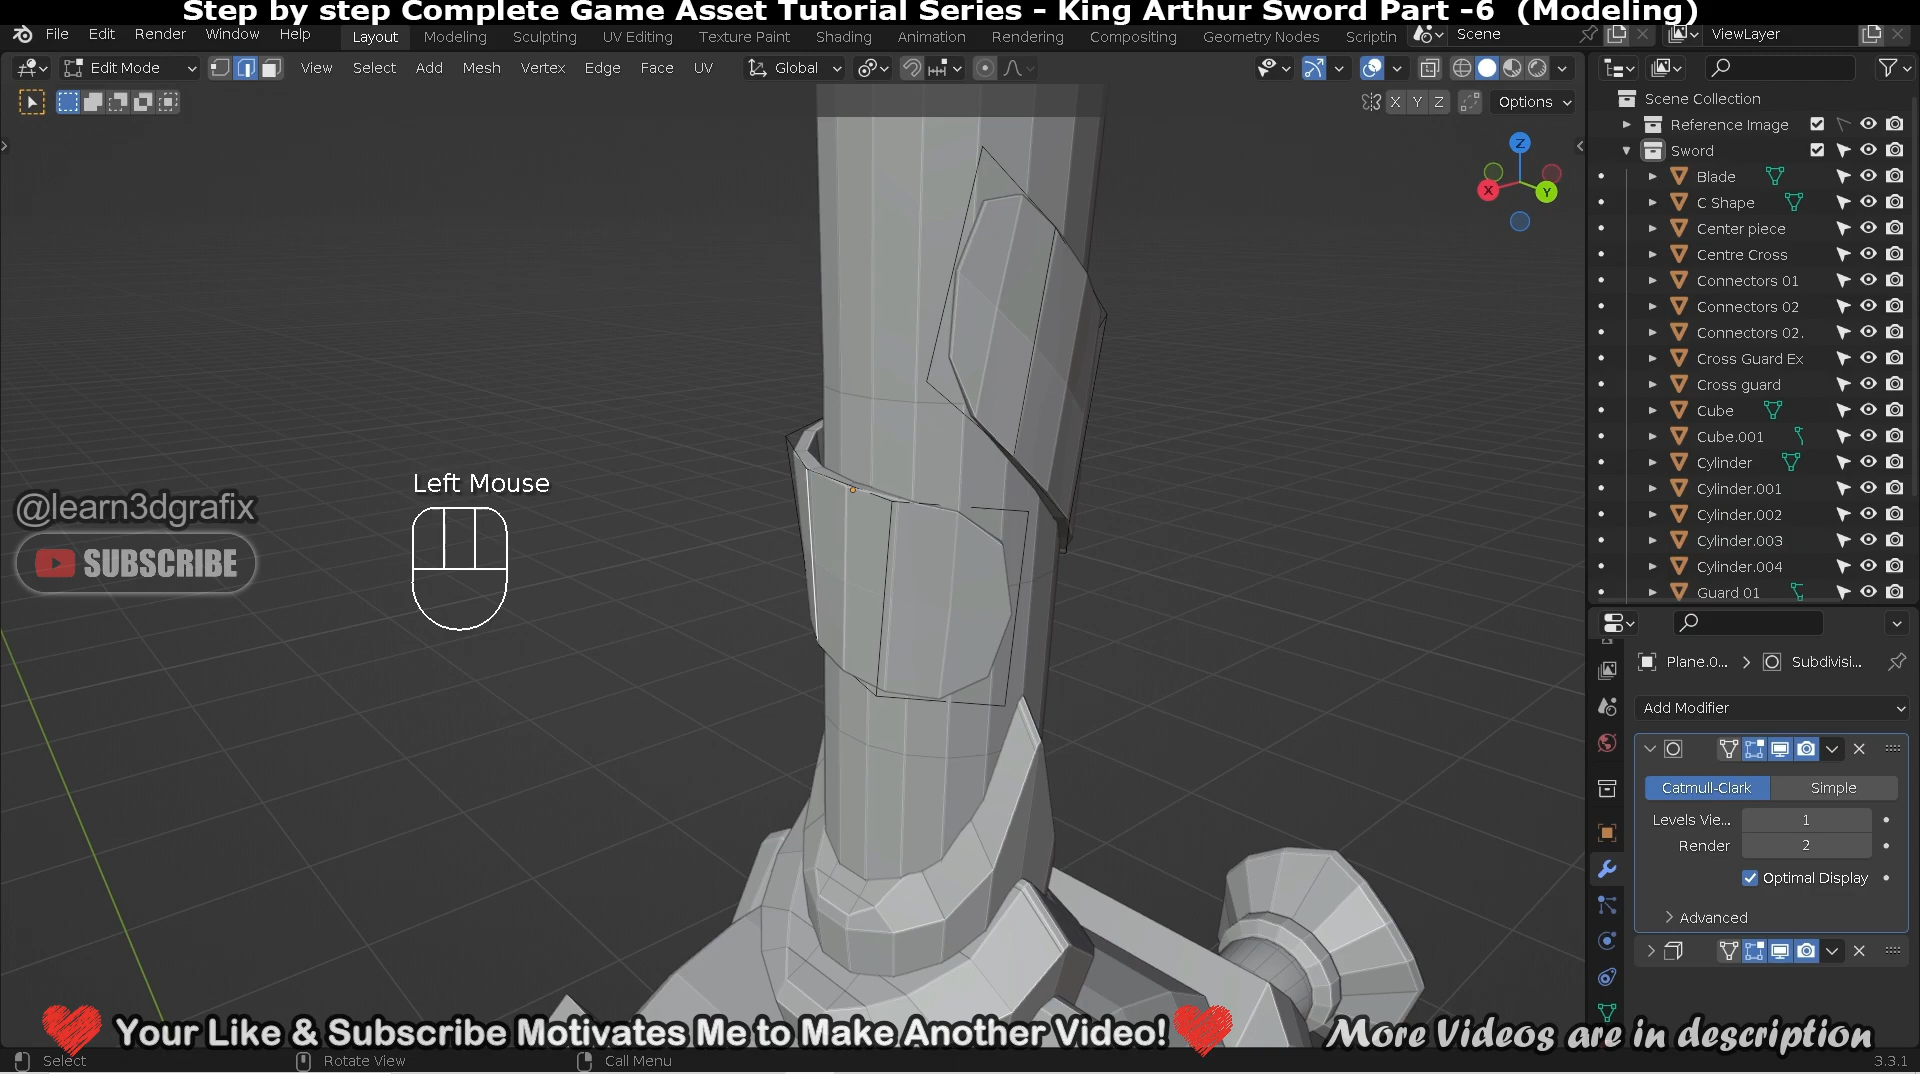 Step by step Complete Game Asset Tutorial Series - King Arthur Sword Part -6 (Modeling)
File Edit Render Window Help Layout Modeling Sculpting UV Editing Texture Paint Shading Animation Rendering Compositing Geometry Nodes Scriptin Scene ViewLayer
Edit Mode View Select Add Mesh Vertex Edge Face UV Global
X Y Z Options
Scene Collection
Reference Image
Sword
Blade
C Shape
Center piece
Centre Cross
Connectors 01
Connectors 02
Connectors 02.
Cross Guard Ex
Cross guard
Cube
Cube.001
Cylinder
Cylinder.001
Cylinder.002
Cylinder.003
Cylinder.004
Guard 01
Z
X
Y
Left Mouse
@learn3dgrafix
SUBSCRIBE
Plane.0... Subdivisi...
Add Modifier
Catmull-Clark Simple
Levels Vie... 1
Render 2
Optimal Display
Advanced
Your Like & Subscribe Motivates Me to Make Another Video!
More Videos are in description
Select Rotate View Call Menu 3.3.1